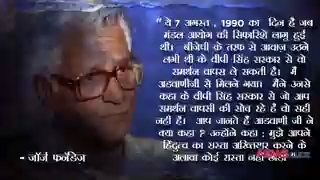 " ये 7 अगस्त , 1990 का दिन है जब
मंडल आयोग की सिफारिशें लागू हुई
थी। बीजेपी के तरफ से आवाज उठने
लगी थी के वीपी सिंह सरकार से वो
समर्थन वापस ले सकती है। मैं
अडवाणीजी से मिलने गया। मैंने उनसे
कहा के वीपी सिंह सरकार से जो आप
समर्थन वापसी की सोच रहे है वो सही
नही है। आप जानते हैं आडवाणी जी ने
क्या कहा ? उन्होंने कहा : मुझे आपने
हिंदुत्व का रास्ता अख्तियार करने के
अलावा कोई रास्ता नहीं छोडा
- जॉर्ज फर्नांडिज